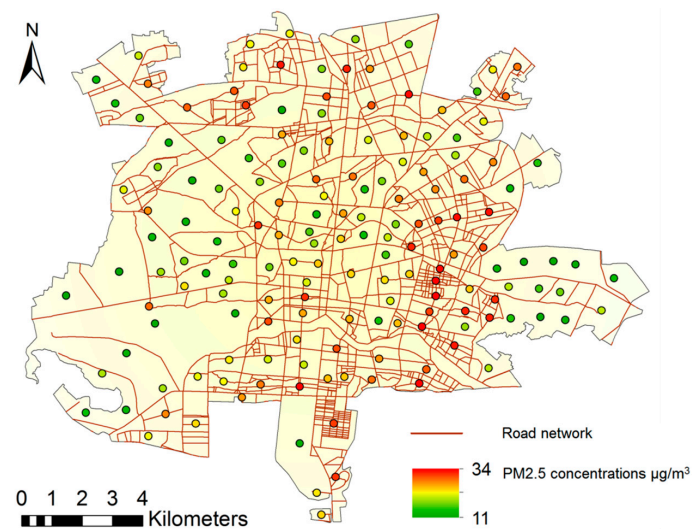 N
Road network
34 PM2.5 concentrations µg/m³
11
0 1 2 3 4
Kilometers